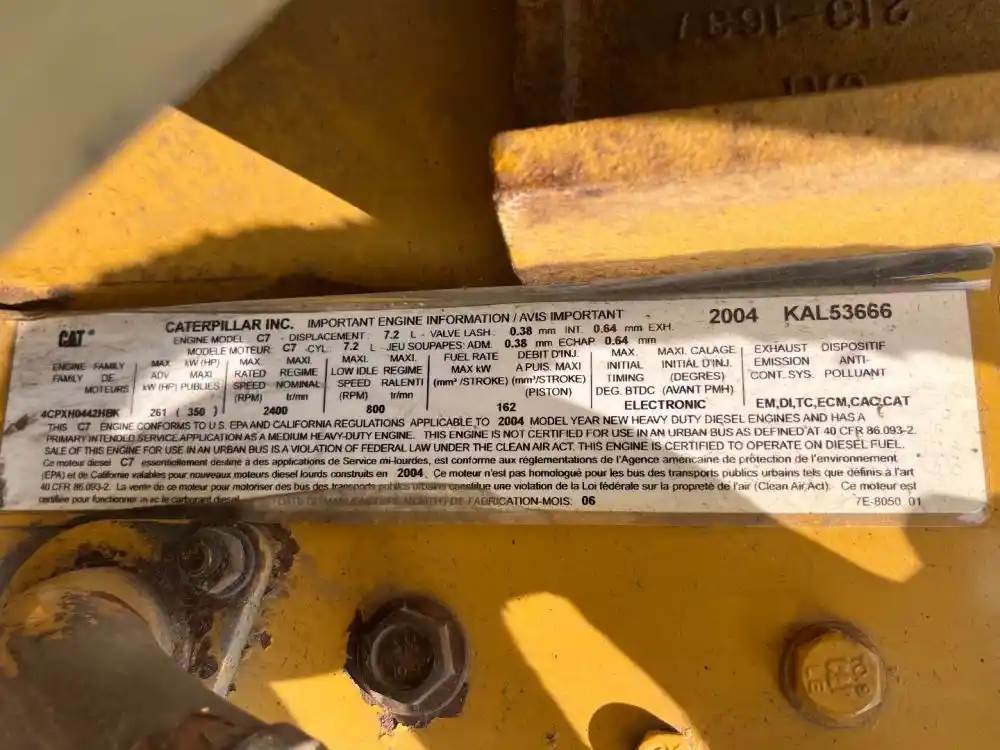 213-1637
CAT
CAT® CATERPILLAR INC. IMPORTANT ENGINE INFORMATION / AVIS IMPORTANT 2004 KAL53666
ENGINE MODEL: C7 - DISPLACEMENT: 7.2 L - VALVE LASH: 0.38 mm INT. 0.64 mm EXH.
MODELE MOTEUR: C7 CYL: 7.2 L -JEU SOUPAPES: ADM. 0.38 mm ECHAP 0.64 mm
ENGINE FAMILY MAX. kW (HP) MAX. MAXI. MAXI. MAXI. FUEL RATE DEBIT D'INJ. MAX. MAXI. CALAGE EXHAUST DISPOSITIF
FAMILY DE ADV. MAXI RATED REGIME LOW IDLE REGIME MAX kW A PUIS. MAXI INITIAL INITIAL D'INJ. EMISSION ANTI-
MOTEURS kW (HP) PUBLIES SPEED NOMINAL SPEED RALENTI (mm³/STROKE) (mm³/STROKE) TIMING (DEGRES) CONT. SYS. POLLUANT
(RPM) tr/mn (RPM) tr/mn (PISTON) DEG. BTDC (AVANT PMH).
4CPXH0442HBK 261 ( 350 ) 2400 800 162 ELECTRONIC EM,DI,TC,ECM,CAC,CAT
THIS C7 ENGINE CONFORMS TO U.S. EPA AND CALIFORNIA REGULATIONS APPLICABLE TO 2004 MODEL YEAR NEW HEAVY DUTY DIESEL ENGINES AND HAS A
PRIMARY INTENDED SERVICE APPLICATION AS A MEDIUM HEAVY-DUTY ENGINE. THIS ENGINE IS NOT CERTIFIED FOR USE IN AN URBAN BUS AS DEFINED AT 40 CFR 86.093-2.
SALE OF THIS ENGINE FOR USE IN AN URBAN BUS IS A VIOLATION OF FEDERAL LAW UNDER THE CLEAN AIR ACT. THIS ENGINE IS CERTIFIED TO OPERATE ON DIESEL FUEL.
Ce moteur diesel C7 essentiellement destiné à des applications de Service mi-lourdes, est conforme aux réglementations de l'Agence americaine de protection de l'environnement
(EPA) et de Californie valables pour nouveaux moteurs diesel lourds construits en 2004. Ce moteur n'est pas homologué pour les bus des transports publics urbains tels que définis à l'art
40 CFR 86.093-2. La vente de ce moteur pour motoriser des bus des transports publics urbains constitue une violation de la Loi fédérale sur la propreté de l'air (Clean Air Act). Ce moteur est
certifié pour fonctionner avec le carburant diesel DE FABRICATION-MOIS: 06 7E-8050 01